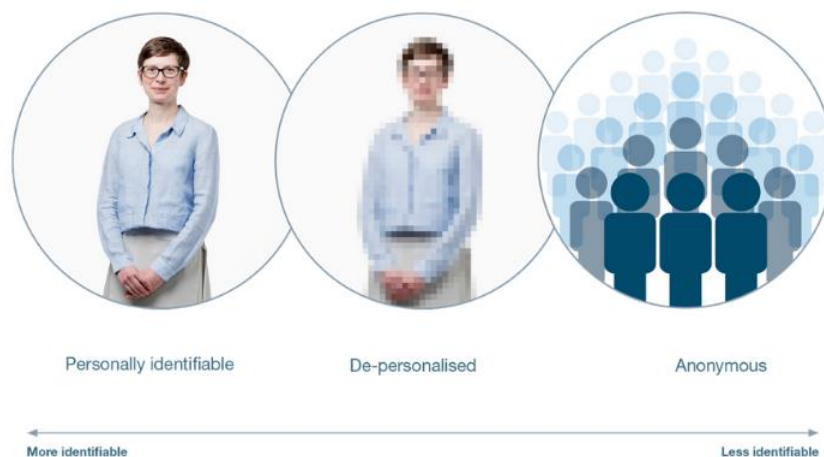 Personally identifiable
De-personalised
Anonymous
More identifiable
Less identifiable